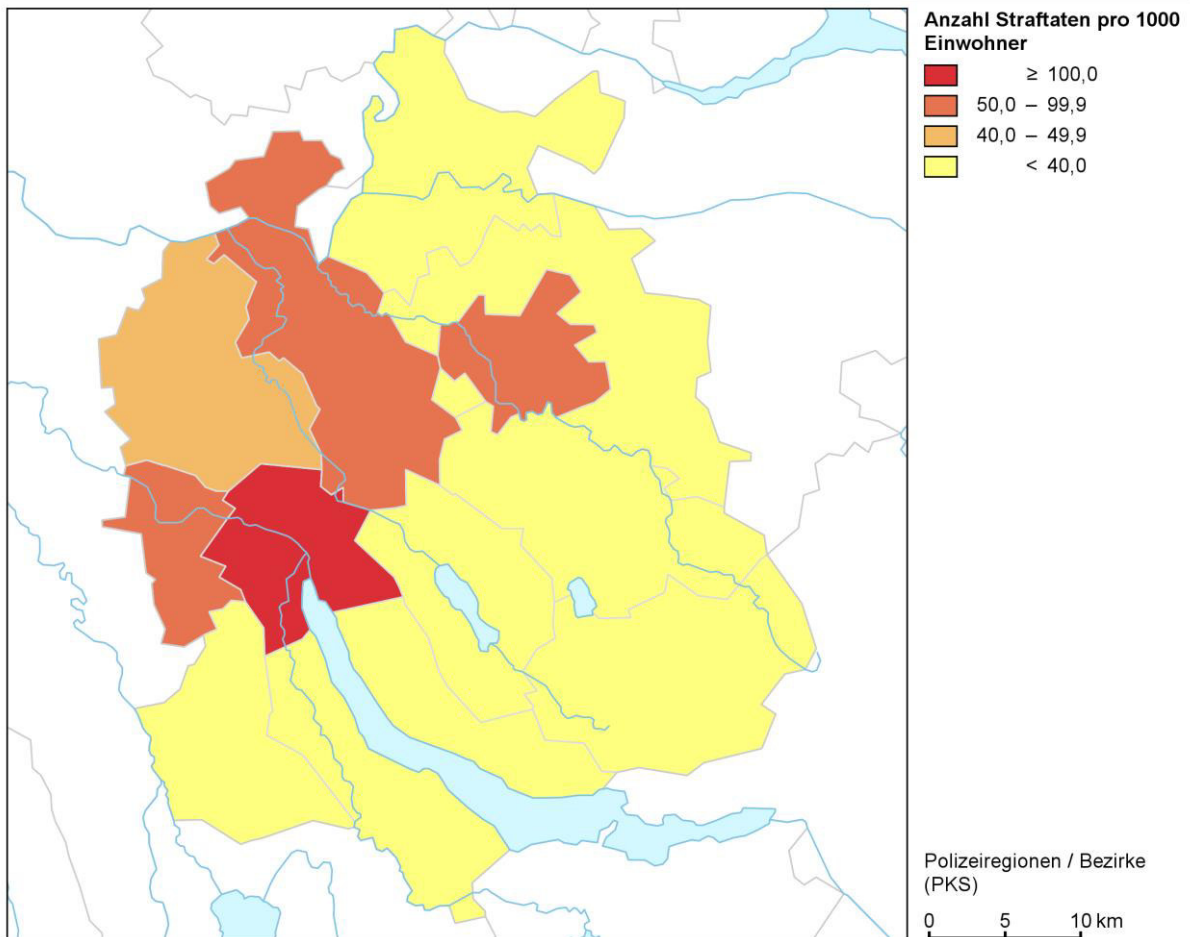 Anzahl Straftaten pro 1000
Einwohner
≥ 100,0
50,0 – 99,9
40,0 – 49,9
< 40,0
Polizeiregionen / Bezirke
(PKS)
0 5 10 km